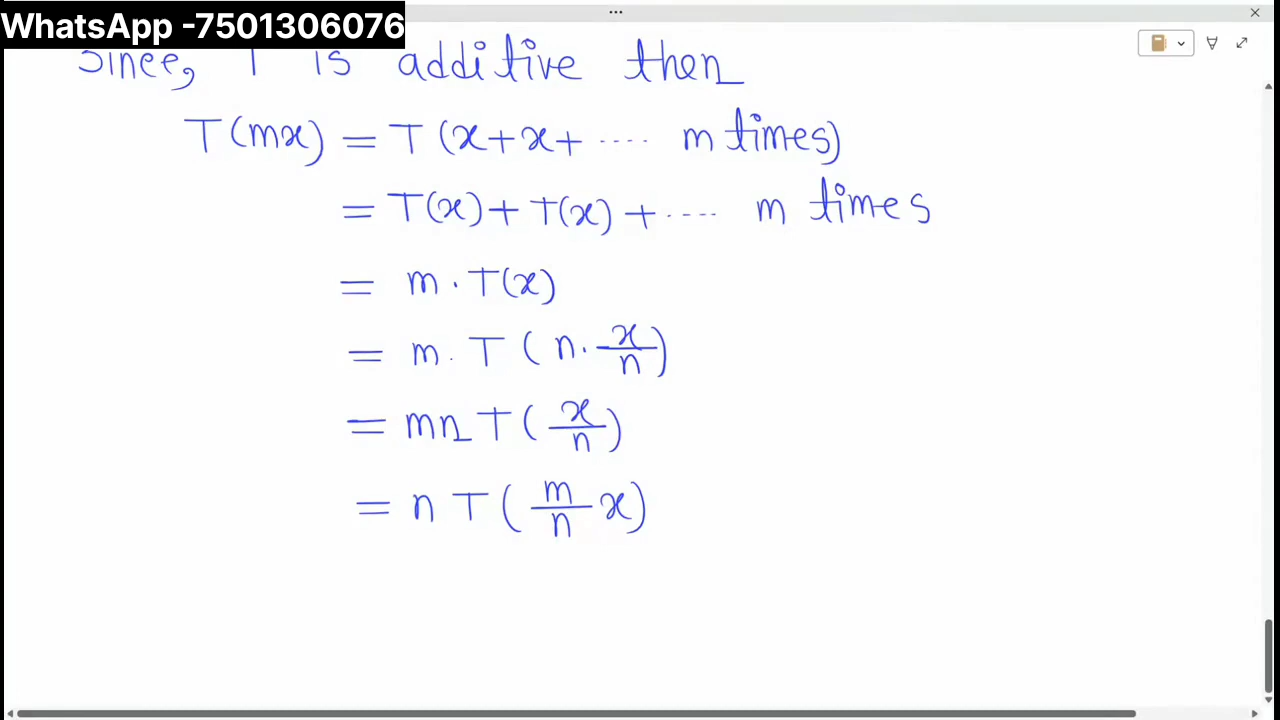 WhatsApp -7501306076
Since, T is additive then
T(mx) = T(x+x+ ···· m times)
= T(x)+ T(x) + ···· m times
= m · T(x)
= m · T ( n · x/n )
= mn T ( x/n )
= n T ( m/n x )